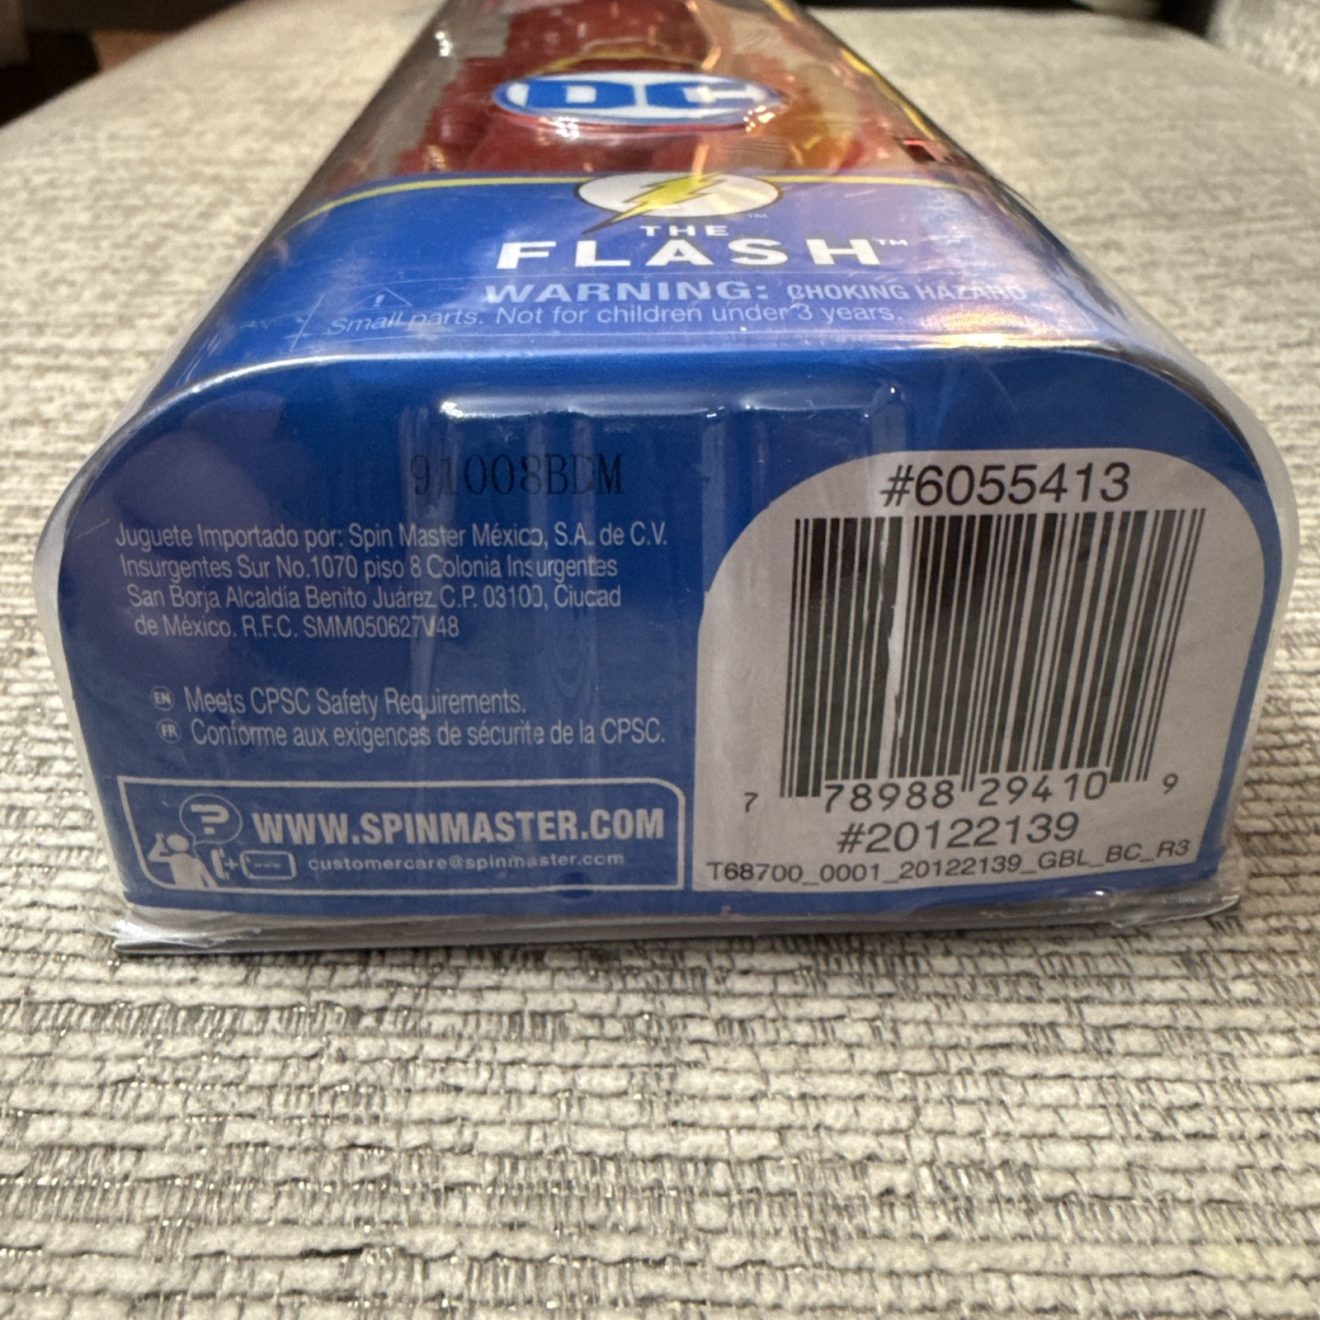 DC
THE
FLASH™
WARNING: CHOKING HAZARD
Small parts. Not for children under 3 years.
91008BDM
#6055413
Juguete Importado por: Spin Master México, S.A. de C.V.
Insurgentes Sur No.1070 piso 8 Colonia Insurgentes
San Borja Alcaldía Benito Juárez C.P. 03100, Ciudad
de México. R.F.C. SMM050627V48
EN Meets CPSC Safety Requirements.
FR Conforme aux exigences de sécurité de la CPSC.
WWW.SPINMASTER.COM
customercare@spinmaster.com
7 78988 29410 9
#20122139
T68700_0001_20122139_GBL_BC_R3